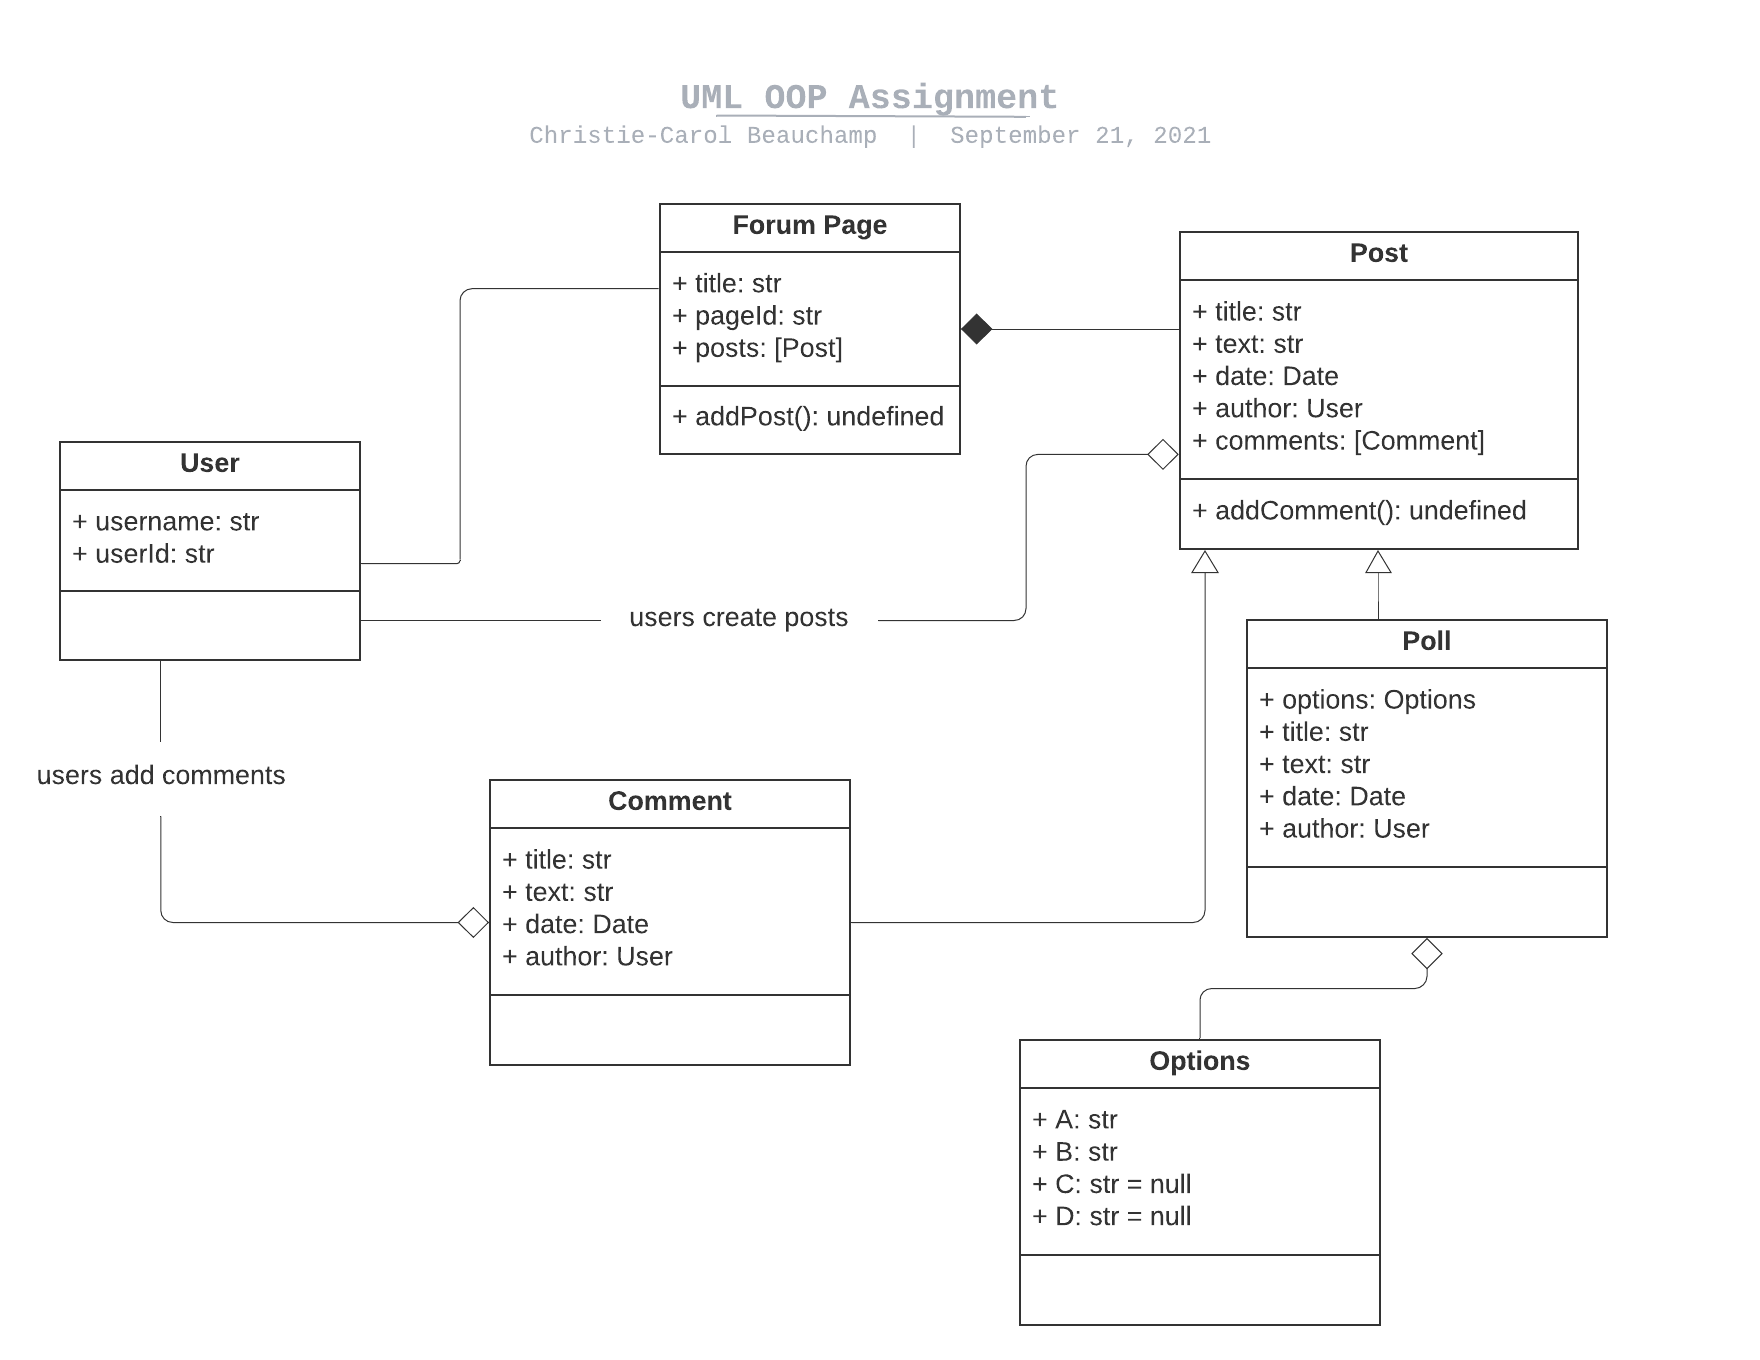 UML OOP Assignment
Christie-Carol Beauchamp | September 21, 2021
Forum Page
+ title: str
+ pageId: str
+ posts: [Post]
+ addPost(): undefined
Post
+ title: str
+ text: str
+ date: Date
+ author: User
+ comments: [Comment]
+ addComment(): undefined
User
+ username: str
+ userId: str
users create posts
Poll
+ options: Options
+ title: str
+ text: str
+ date: Date
+ author: User
users add comments
Comment
+ title: str
+ text: str
+ date: Date
+ author: User
Options
+ A: str
+ B: str
+ C: str = null
+ D: str = null